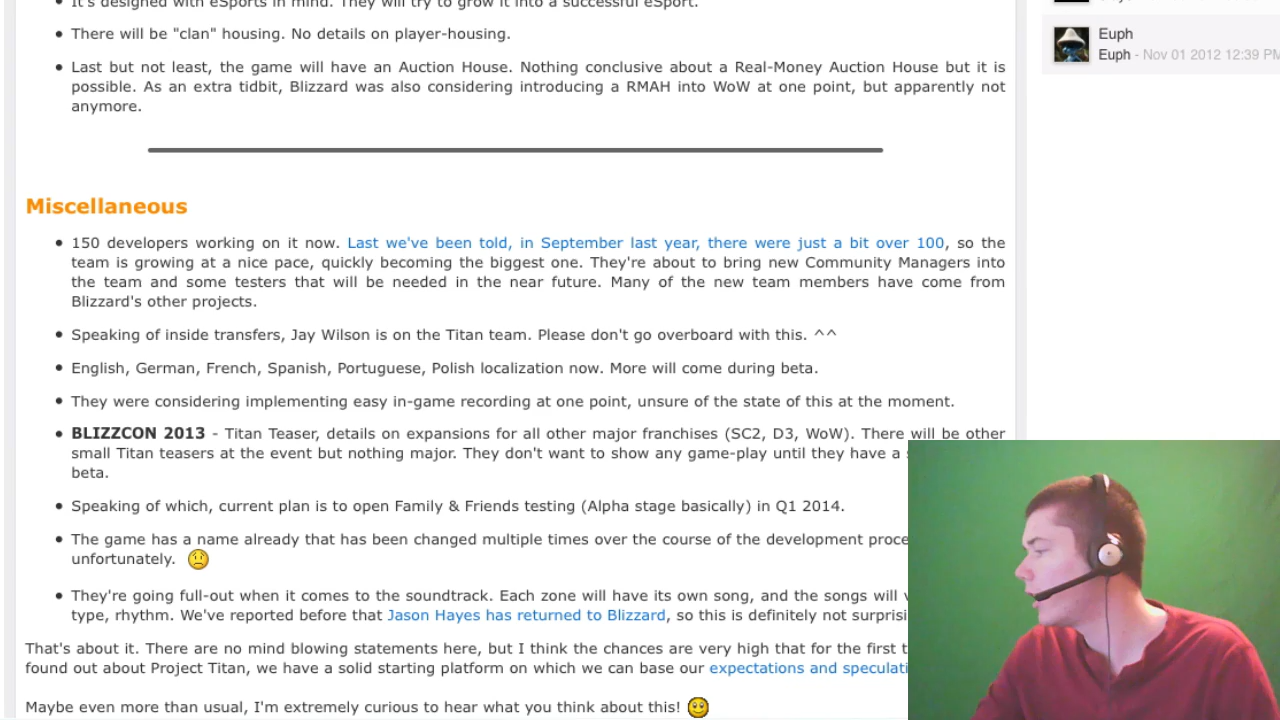 It's designed with eSports in mind. They will try to grow it into a successful eSport.
There will be "clan" housing. No details on player-housing.
Last but not least, the game will have an Auction House. Nothing conclusive about a Real-Money Auction House but it is
possible. As an extra tidbit, Blizzard was also considering introducing a RMAH into WoW at one point, but apparently not
anymore.
Euph
Euph - Nov 01 2012 12:39 PM
Miscellaneous
150 developers working on it now. Last we've been told, in September last year, there were just a bit over 100, so the
team is growing at a nice pace, quickly becoming the biggest one. They're about to bring new Community Managers into
the team and some testers that will be needed in the near future. Many of the new team members have come from
Blizzard's other projects.
Speaking of inside transfers, Jay Wilson is on the Titan team. Please don't go overboard with this. ^^
English, German, French, Spanish, Portuguese, Polish localization now. More will come during beta.
They were considering implementing easy in-game recording at one point, unsure of the state of this at the moment.
BLIZZCON 2013 - Titan Teaser, details on expansions for all other major franchises (SC2, D3, WoW). There will be other
small Titan teasers at the event but nothing major. They don't want to show any game-play until they have a
beta.
Speaking of which, current plan is to open Family & Friends testing (Alpha stage basically) in Q1 2014.
The game has a name already that has been changed multiple times over the course of the development
unfortunately.
They're going full-out when it comes to the soundtrack. Each zone will have its own song, and the songs will
type, rhythm. We've reported before that Jason Hayes has returned to Blizzard, so this is definitely not
That's about it. There are no mind blowing statements here, but I think the chances are very high that for the first
found out about Project Titan, we have a solid starting platform on which we can base our expectations and
Maybe even more than usual, I'm extremely curious to hear what you think about this!